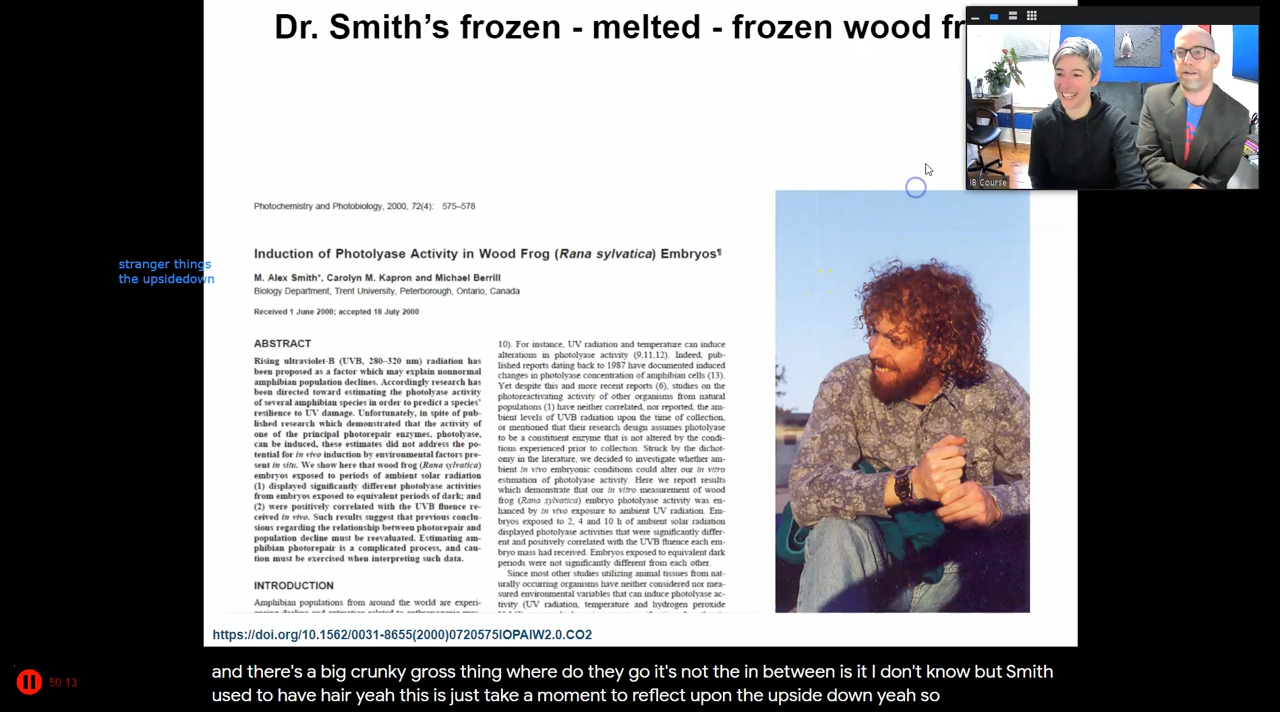 Dr. Smith's frozen - melted - frozen wood fr
IB Course
Photochemistry and Photobiology, 2000, 72(4): 575–578
stranger things
the upsidedown
Induction of Photolyase Activity in Wood Frog (Rana sylvatica) Embryos¶
M. Alex Smith*, Carolyn M. Kapron and Michael Berrill
Biology Department, Trent University, Peterborough, Ontario, Canada
Received 1 June 2000; accepted 18 July 2000
ABSTRACT
Rising ultraviolet-B (UVB, 280–320 nm) radiation has
been proposed as a factor which may explain nonnormal
amphibian population declines. Accordingly research has
been directed toward estimating the photolyase activity
of several amphibian species in order to predict a species'
resilience to UV damage. Unfortunately, in spite of pub-
lished research which demonstrated that the activity of
one of the principal photorepair enzymes, photolyase,
can be induced, these estimates did not address the po-
tential for in vivo induction by environmental factors pre-
sent in situ. We show here that wood frog (Rana sylvatica)
embryos exposed to periods of ambient solar radiation
(1) displayed significantly different photolyase activities
from embryos exposed to equivalent periods of dark; and
(2) were positively correlated with the UVB fluence re-
ceived in vivo. Such results suggest that previous conclu-
sions regarding the relationship between photorepair and
population decline must be reevaluated. Estimating am-
phibian photorepair is a complicated process, and cau-
tion must be exercised when interpreting such data.
INTRODUCTION
Amphibian populations from around the world are experi-
10). For instance, UV radiation and temperature can induce
alterations in photolyase activity (9,11,12). Indeed, pub-
lished reports dating back to 1987 have documented induced
changes in photolyase concentration of amphibian cells (13).
Yet despite this and more recent reports (6), studies on the
photoreactivating activity of other organisms from natural
populations (1) have neither correlated, nor reported, the am-
bient levels of UVB radiation upon the time of collection,
or mentioned that their research design assumes photolyase
to be a constituent enzyme that is not altered by the condi-
tions experienced prior to collection. Struck by the dichot-
omy in the literature, we decided to investigate whether am-
bient in vivo embryonic conditions could alter our in vitro
estimation of photolyase activity. Here we report results
which demonstrate that our in vitro measurement of wood
frog (Rana sylvatica) embryo photolyase activity was en-
hanced by in vivo exposure to ambient UV radiation. Em-
bryos exposed to 2, 4 and 10 h of ambient solar radiation
displayed photolyase activities that were significantly differ-
ent and positively correlated with the UVB fluence each em-
bryo mass had received. Embryos exposed to equivalent dark
periods were not significantly different from each other.
Since most other studies utilizing animal tissues from nat-
urally occurring organisms have neither considered nor mea-
sured environmental variables that can induce photolyase ac-
tivity (UV radiation, temperature and hydrogen peroxide
https://doi.org/10.1562/0031-8655(2000)0720575IOPAIW2.0.CO2
50:13
and there's a big crunky gross thing where do they go it's not the in between is it I don't know but Smith
used to have hair yeah this is just take a moment to reflect upon the upside down yeah so